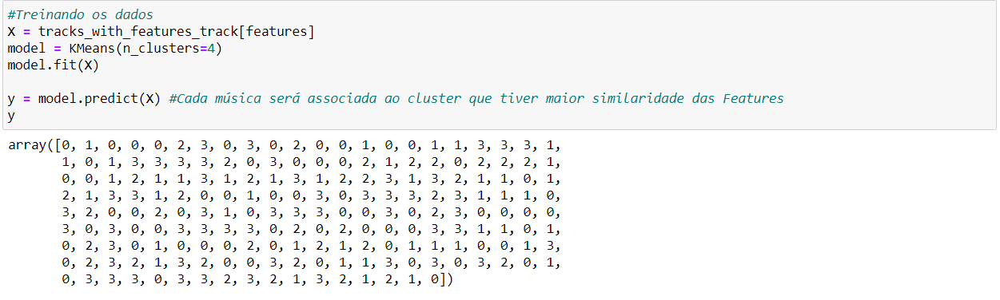 #Treinando os dados
X = tracks_with_features_track[features]
model = KMeans(n_clusters=4)
model.fit(X)
y = model.predict(X) #Cada música será associada ao cluster que tiver maior similaridade das Features
y
array([0, 1, 0, 0, 0, 2, 3, 0, 3, 0, 2, 0, 0, 1, 0, 0, 1, 1, 3, 3, 3, 1,
1, 0, 1, 3, 3, 3, 3, 2, 0, 3, 0, 0, 0, 2, 1, 2, 2, 0, 2, 2, 2, 1,
0, 0, 1, 2, 1, 1, 3, 1, 2, 1, 3, 1, 2, 2, 3, 1, 3, 2, 1, 1, 0, 1,
2, 1, 3, 3, 1, 2, 0, 0, 1, 0, 0, 3, 0, 3, 3, 3, 2, 3, 1, 1, 1, 0,
3, 2, 0, 0, 2, 0, 3, 1, 0, 3, 3, 3, 0, 0, 3, 0, 2, 3, 0, 0, 0, 0,
3, 0, 3, 0, 0, 3, 3, 3, 3, 0, 2, 0, 2, 0, 0, 0, 3, 3, 1, 1, 0, 1,
0, 2, 3, 0, 1, 0, 0, 0, 2, 0, 1, 2, 1, 2, 0, 1, 1, 1, 0, 0, 1, 3,
0, 2, 3, 2, 1, 3, 2, 0, 0, 3, 2, 0, 1, 1, 3, 0, 3, 0, 3, 2, 0, 1,
0, 3, 3, 3, 0, 3, 3, 2, 3, 2, 1, 3, 2, 1, 2, 1, 0])